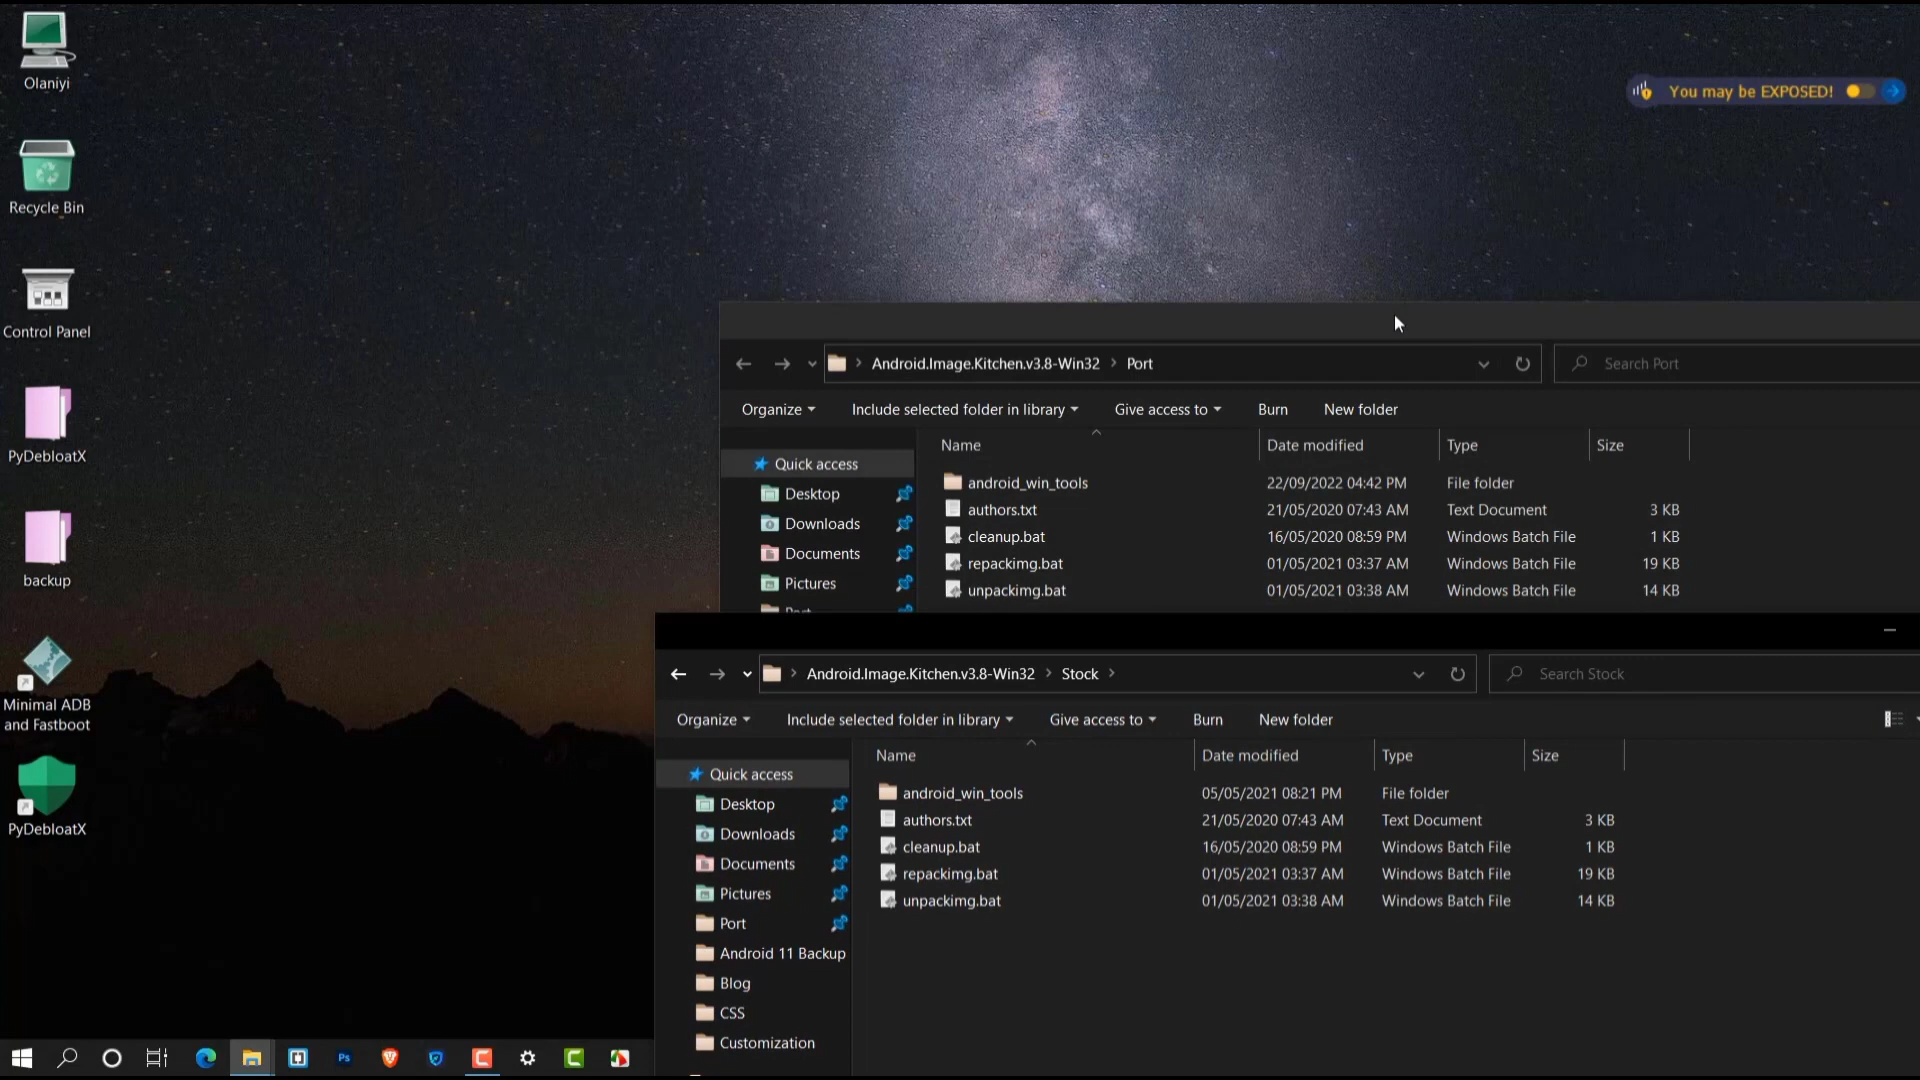 Olaniyi
Recycle Bin
Control Panel
PyDebloatX
backup
Minimal ADB
and Fastboot
PyDebloatX
You may be EXPOSED!
Android.Image.Kitchen.v3.8-Win32 Port
Search Port
Organize Include selected folder in library Give access to Burn New folder
Name Date modified Type Size
Quick access
Desktop
Downloads
Documents
Pictures
Port
android_win_tools 22/09/2022 04:42 PM File folder
authors.txt 21/05/2020 07:43 AM Text Document 3 KB
cleanup.bat 16/05/2020 08:59 PM Windows Batch File 1 KB
repackimg.bat 01/05/2021 03:37 AM Windows Batch File 19 KB
unpackimg.bat 01/05/2021 03:38 AM Windows Batch File 14 KB
Android.Image.Kitchen.v3.8-Win32 Stock
Search Stock
Organize Include selected folder in library Give access to Burn New folder
Name Date modified Type Size
Quick access
Desktop
Downloads
Documents
Pictures
Port
Android 11 Backup
Blog
CSS
Customization
android_win_tools 05/05/2021 08:21 PM File folder
authors.txt 21/05/2020 07:43 AM Text Document 3 KB
cleanup.bat 16/05/2020 08:59 PM Windows Batch File 1 KB
repackimg.bat 01/05/2021 03:37 AM Windows Batch File 19 KB
unpackimg.bat 01/05/2021 03:38 AM Windows Batch File 14 KB
Ps